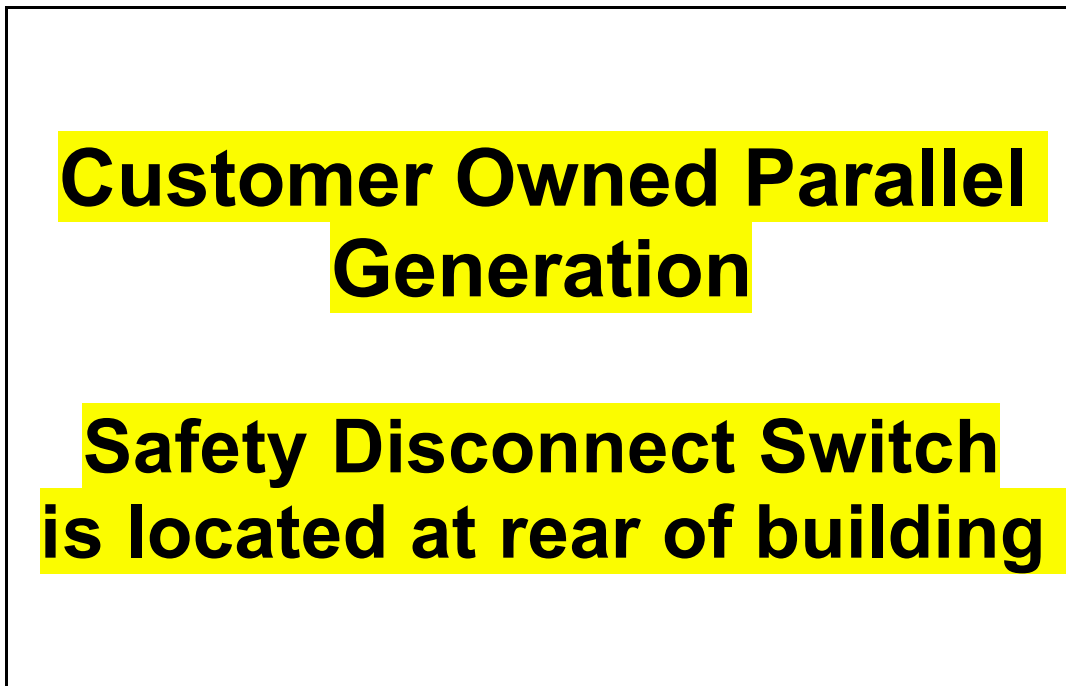 Customer Owned Parallel
Generation
Safety Disconnect Switch
is located at rear of building